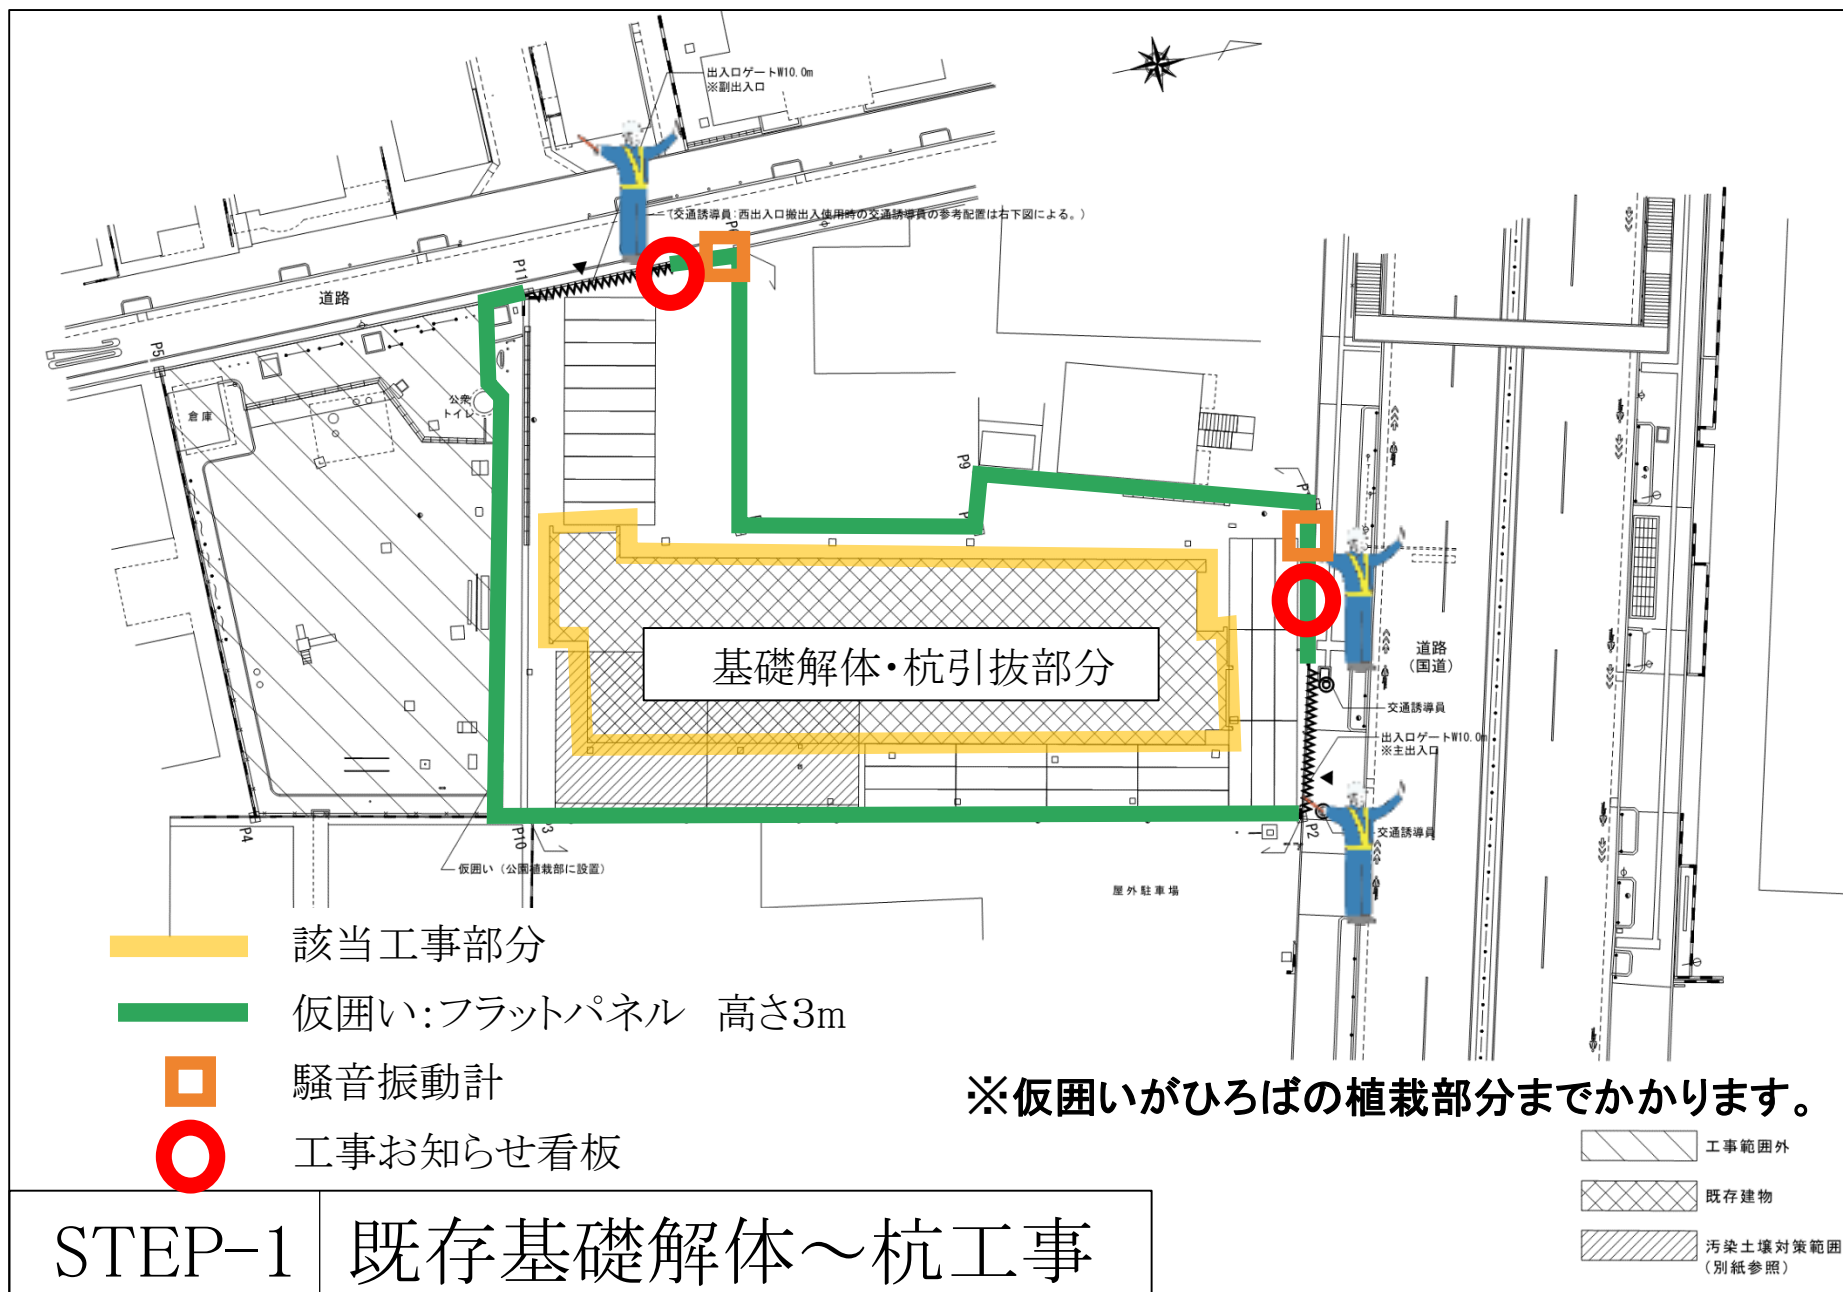 出入口ゲートW10.0m
※副出入口
(交通誘導員：西出入口搬出入使用時の交通誘導員の参考配置は右下図による。)
P11
道路
P5
倉庫
公衆
トイレ
P9
基礎解体・杭引抜部分
道路
(国道)
交通誘導員
出入口ゲートW10.0m
※主出入口
交通誘導員
P4
P10
P3
P2
仮囲い（公園植栽部に設置）
屋外駐車場
該当工事部分
仮囲い：フラットパネル　高さ3m
騒音振動計
工事お知らせ看板
※仮囲いがひろばの植栽部分までかかります。
工事範囲外
既存建物
汚染土壌対策範囲
(別紙参照)
STEP-1
既存基礎解体～杭工事